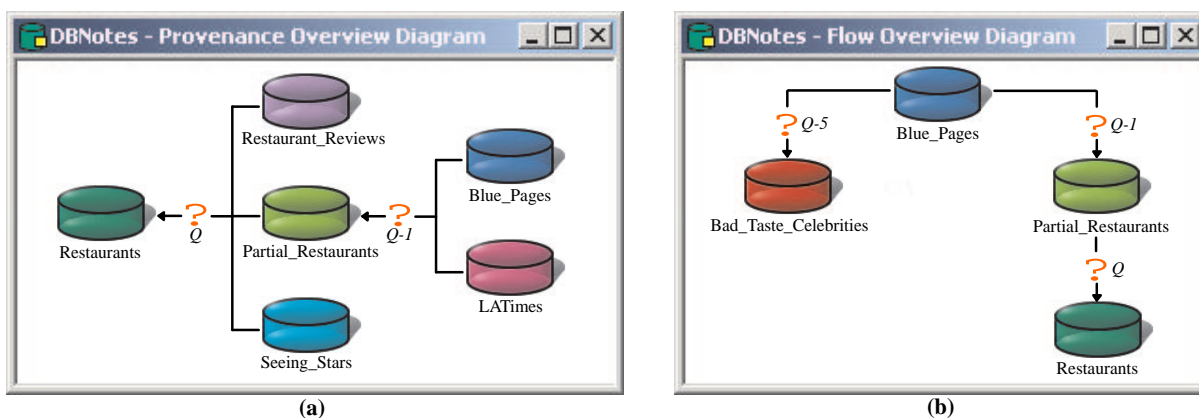 DBNotes - Provenance Overview Diagram
Restaurant_Reviews
Blue_Pages
Restaurants
Q
Partial_Restaurants
Q-1
LATimes
Seeing_Stars
(a)
DBNotes - Flow Overview Diagram
Blue_Pages
Q-5
Q-1
Bad_Taste_Celebrities
Partial_Restaurants
Q
Restaurants
(b)